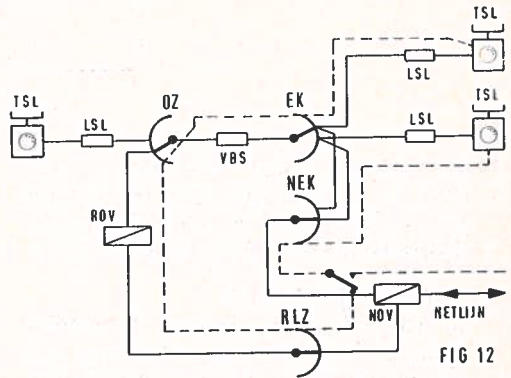 TSL
LSL
TSL
TSL
LSL
OZ
EK
LSL
VBS
NEK
ROV
RLZ
NOV
NETLIJN
FIG 12